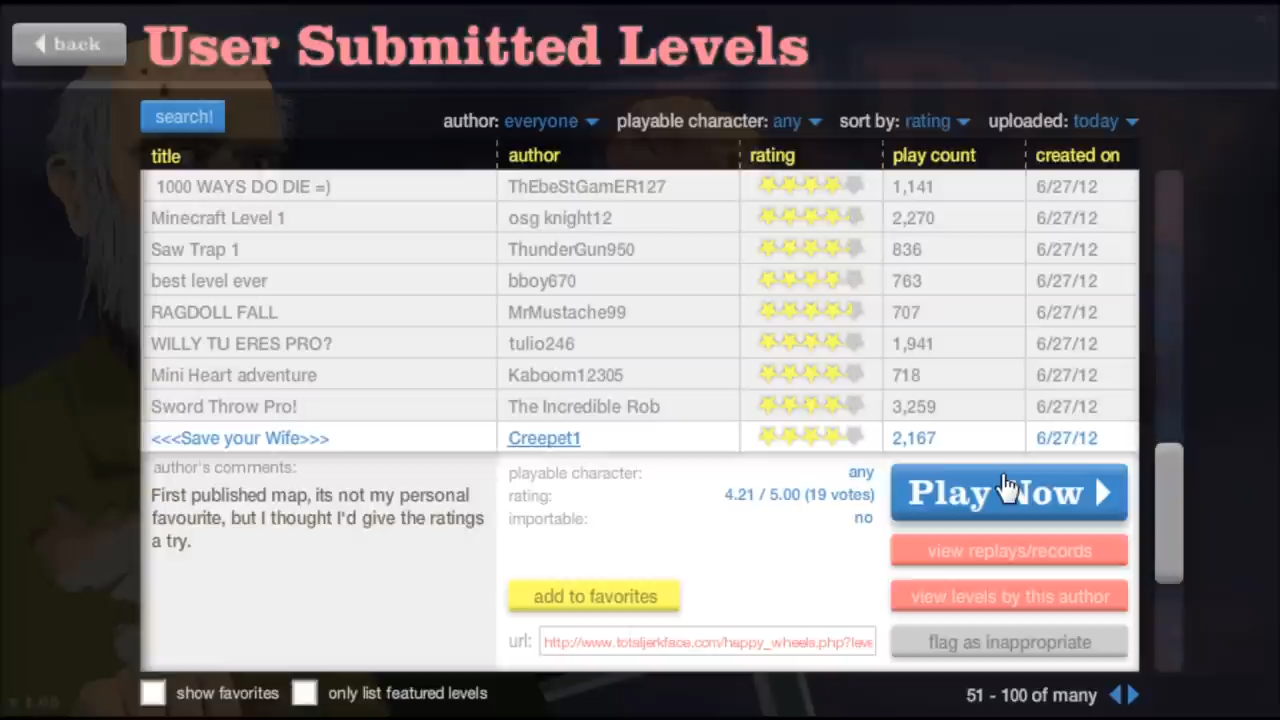 back
User Submitted Levels
search!
author: everyone playable character: any sort by: rating uploaded: today
title author rating play count created on
1000 WAYS DO DIE =) ThEbeStGamER127 1,141 6/27/12
Minecraft Level 1 osg knight12 2,270 6/27/12
Saw Trap 1 ThunderGun950 836 6/27/12
best level ever bboy670 763 6/27/12
RAGDOLL FALL MrMustache99 707 6/27/12
WILLY TU ERES PRO? tulio246 1,941 6/27/12
Mini Heart adventure Kaboom12305 718 6/27/12
Sword Throw Pro! The Incredible Rob 3,259 6/27/12
<<<Save your Wife>>> Creepet1 2,167 6/27/12
author's comments:
First published map, its not my personal
favourite, but I thought I'd give the ratings
a try.
playable character: any
rating: 4.21 / 5.00 (19 votes)
importable: no
Play Now
view replays/records
add to favorites
view levels by this author
url: http://www.totaljerkface.com/happy_wheels.php?leve
flag as inappropriate
show favorites only list featured levels
51 - 100 of many